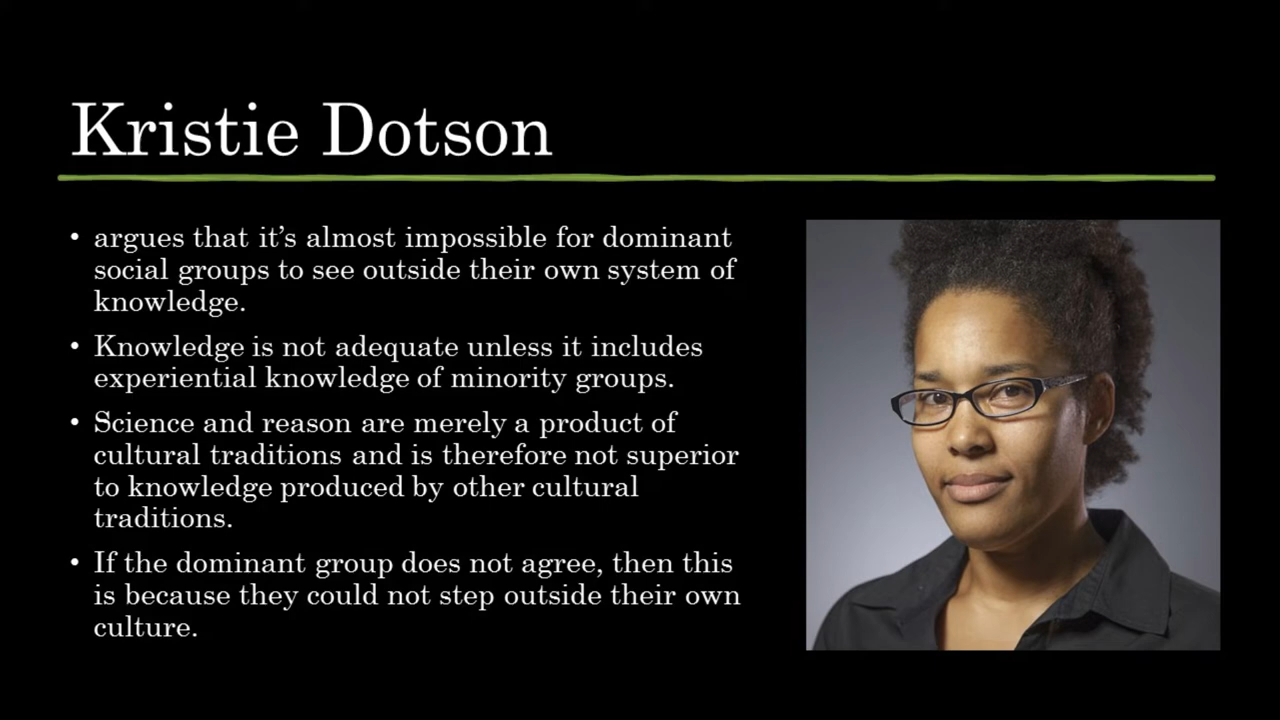 Kristie Dotson
• argues that it’s almost impossible for dominant
social groups to see outside their own system of
knowledge.
• Knowledge is not adequate unless it includes
experiential knowledge of minority groups.
• Science and reason are merely a product of
cultural traditions and is therefore not superior
to knowledge produced by other cultural
traditions.
• If the dominant group does not agree, then this
is because they could not step outside their own
culture.